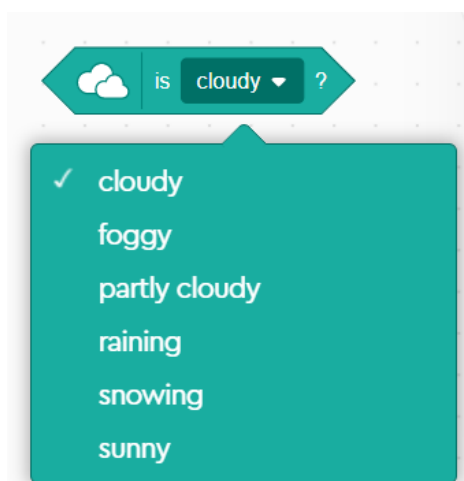 is cloudy ?
cloudy
foggy
partly cloudy
raining
snowing
sunny